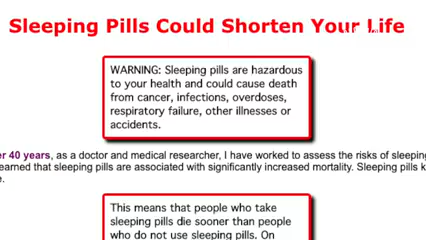 Sleeping Pills Could Shorten Your Life
WARNING: Sleeping pills are hazardous
to your health and could cause death
from cancer, infections, overdoses,
respiratory failure, other illnesses or
accidents.
er 40 years, as a doctor and medical researcher, I have worked to assess the risks of sleeping
earned that sleeping pills are associated with significantly increased mortality. Sleeping pills k
e.
This means that people who take
sleeping pills die sooner than people
who do not use sleeping pills. On